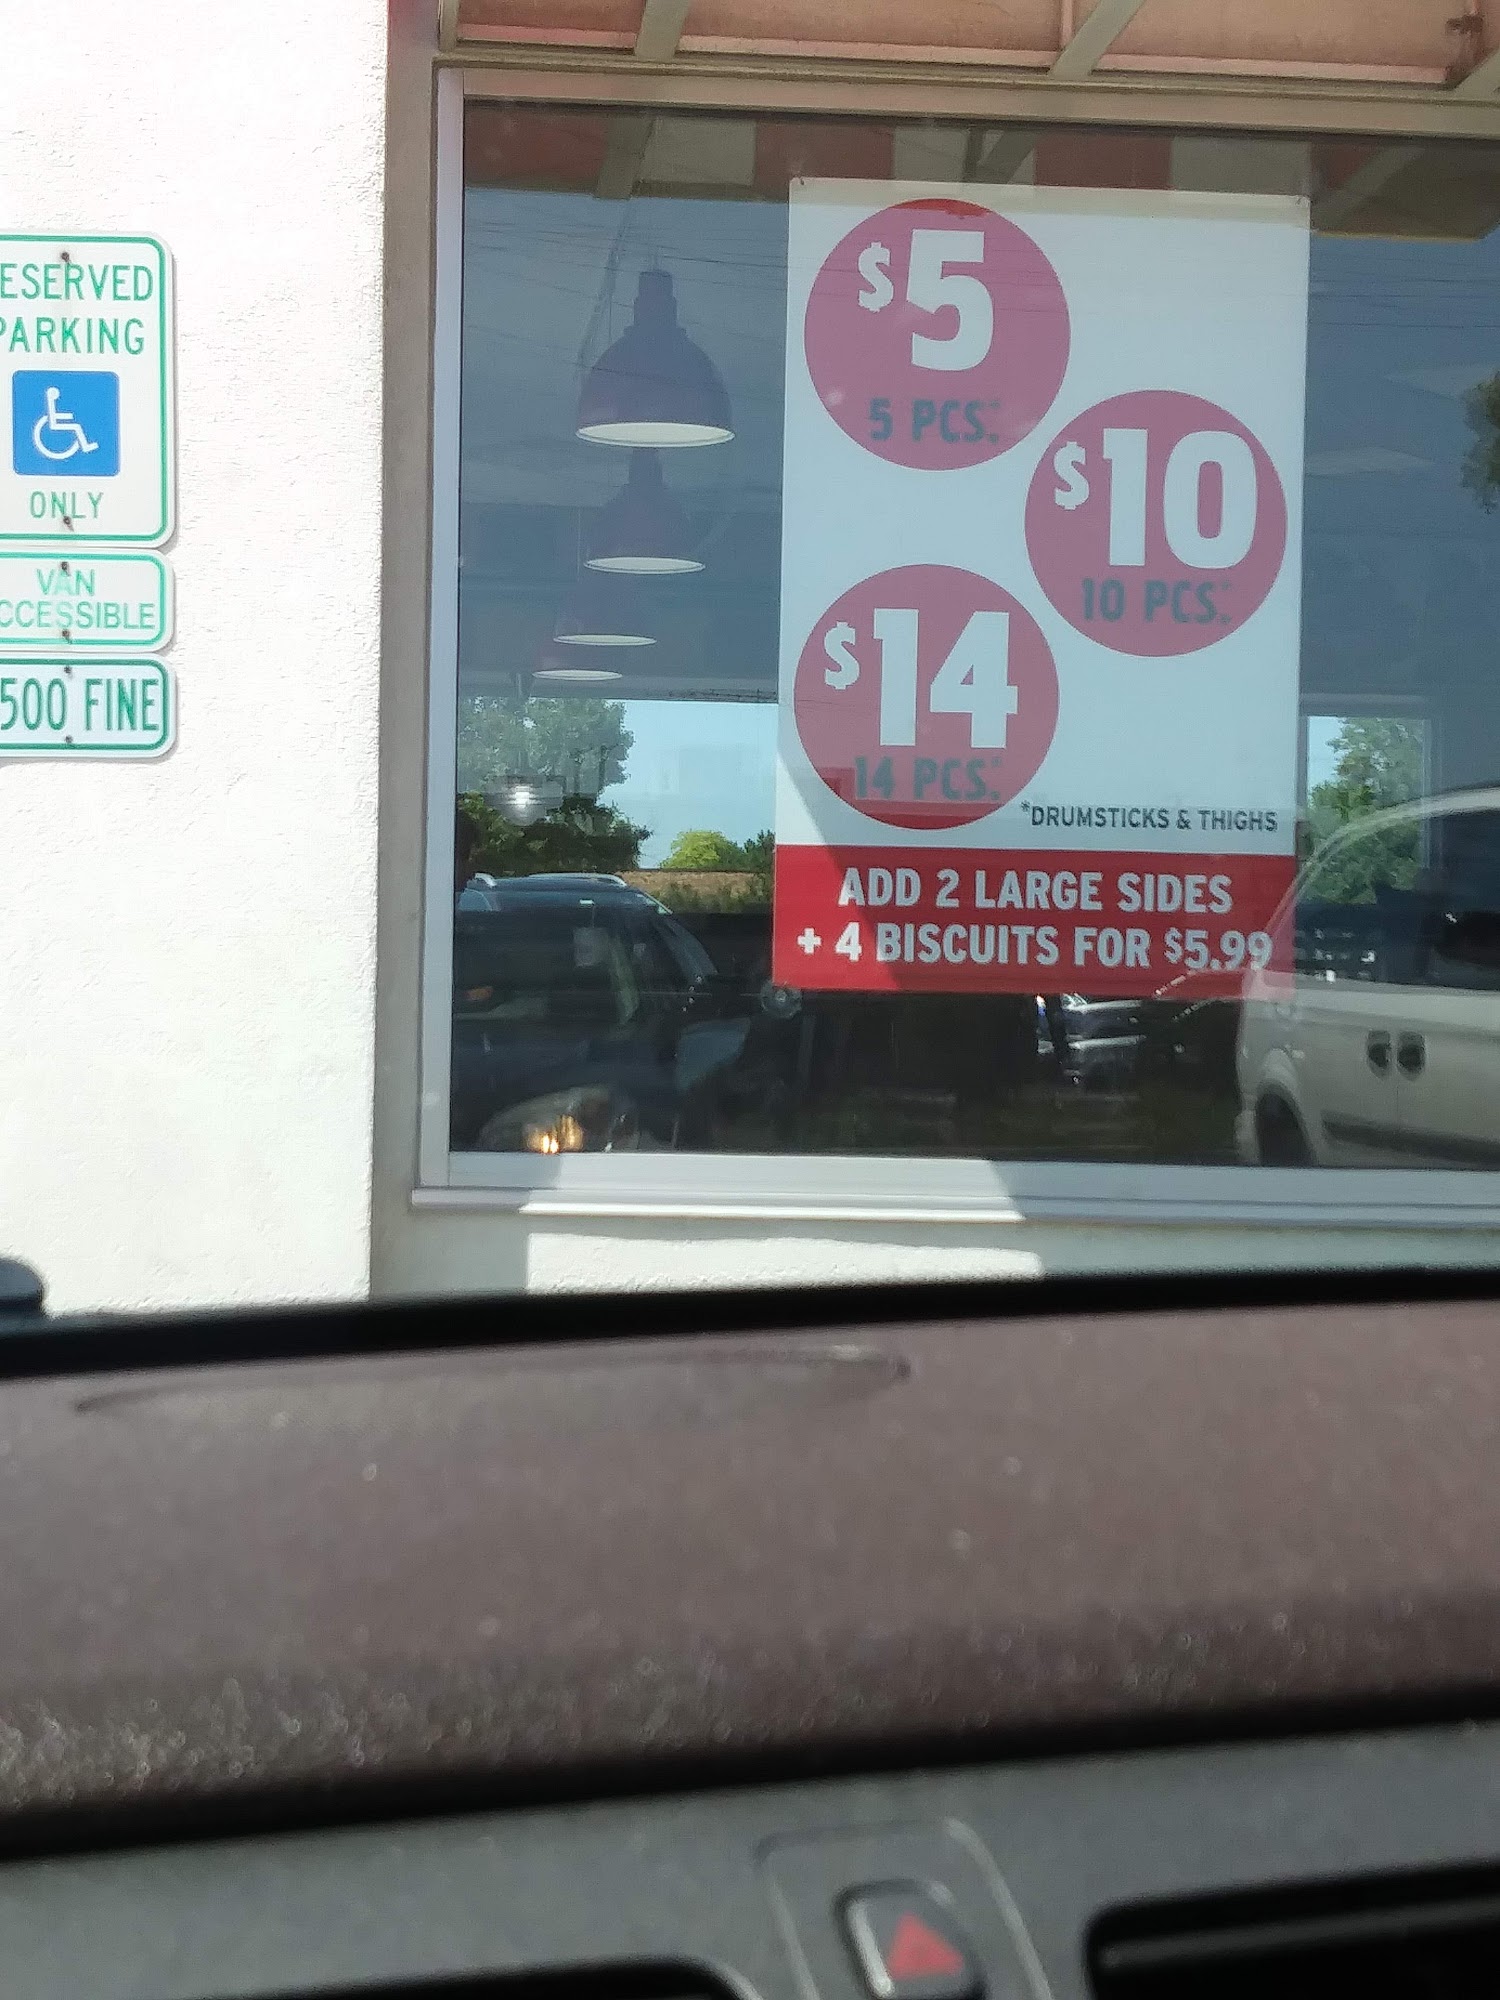 ESERVED
PARKING
ONLY
VAN
CCESSIBLE
500 FINE
$5
5 PCS.*
$10
10 PCS.*
$14
14 PCS.*
*DRUMSTICKS & THIGHS
ADD 2 LARGE SIDES
+ 4 BISCUITS FOR $5.99